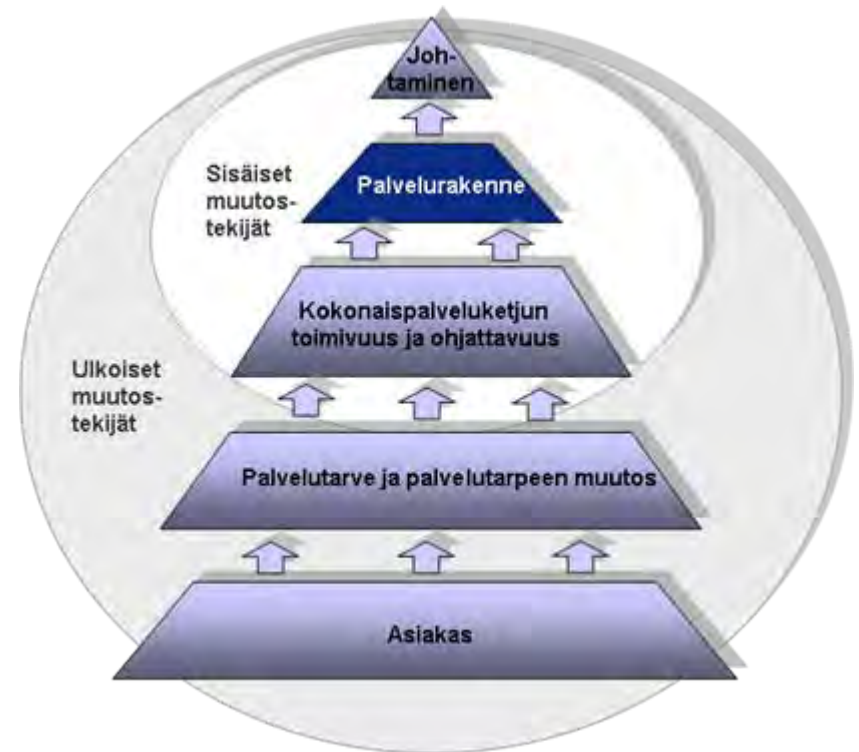 Joh-
taminen
Sisäiset
muutos-
tekijät
Palvelurakenne
Kokonaispalveluketjun
toimivuus ja ohjattavuus
Ulkoiset
muutos-
tekijät
Palvelutarve ja palvelutarpeen muutos
Asiakas